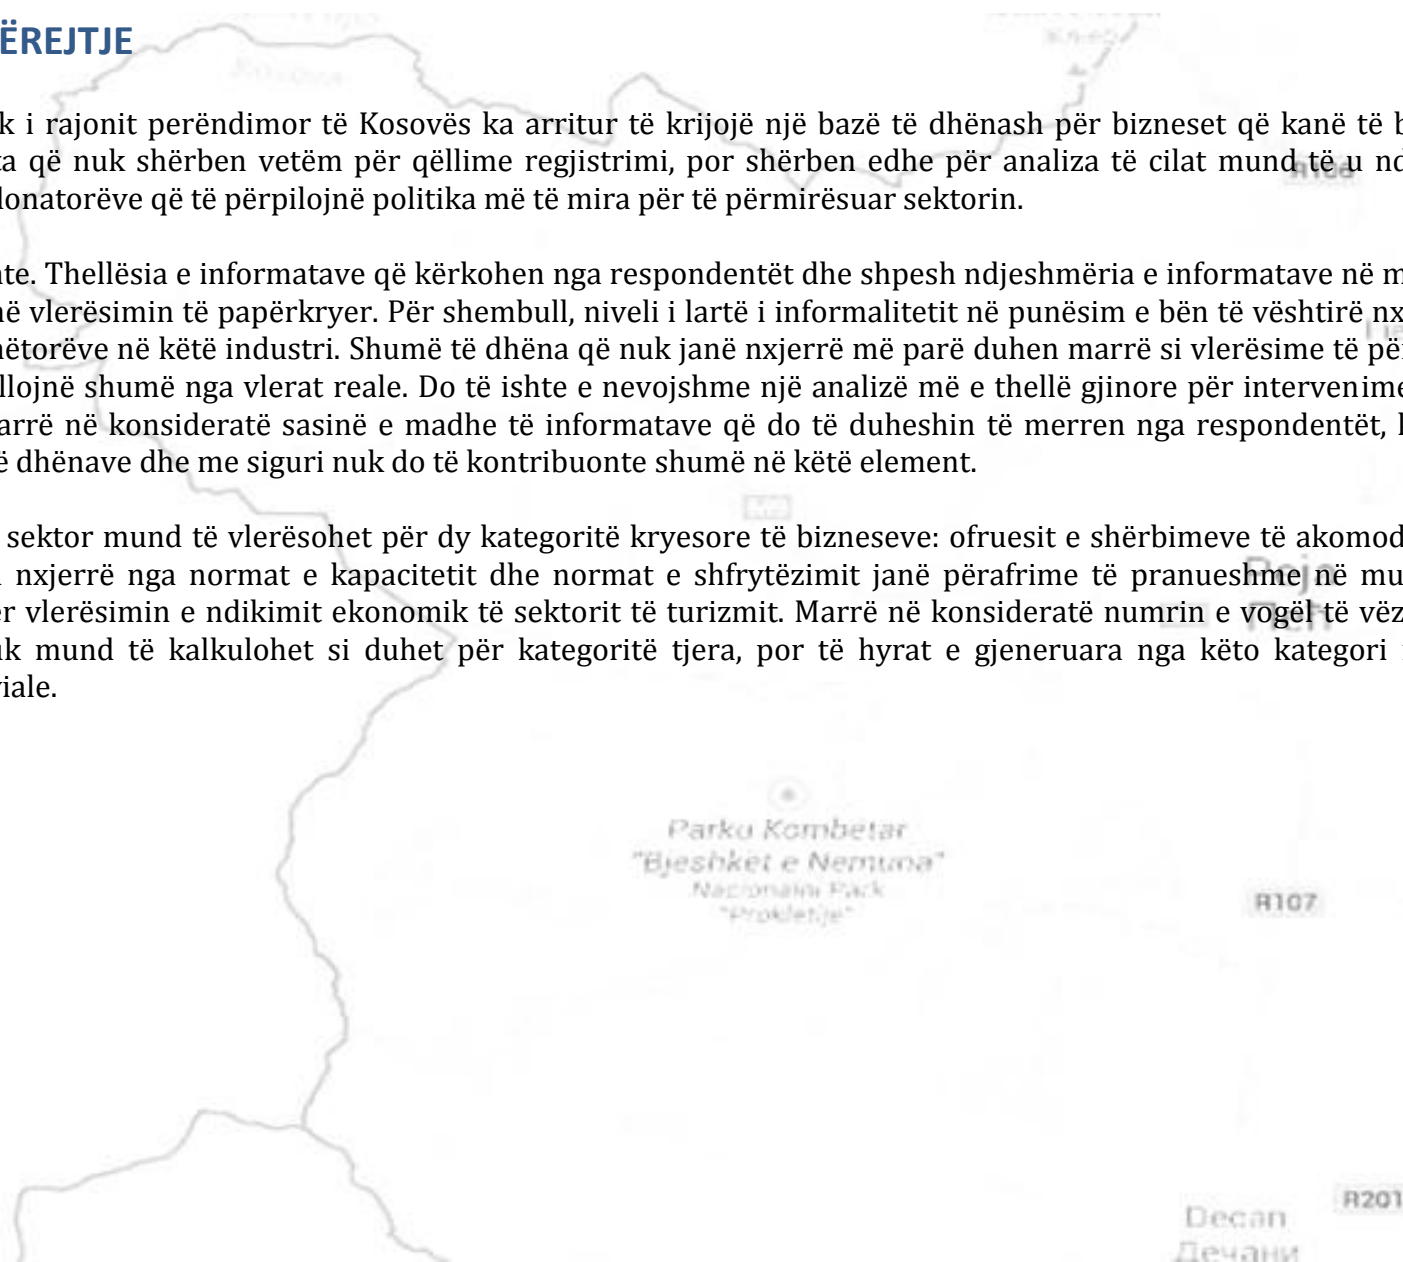 ËREJTJE
k i rajonit perëndimor të Kosovës ka arritur të krijojë një bazë të dhënash për bizneset që kanë të b
ta që nuk shërben vetëm për qëllime regjistrimi, por shërben edhe për analiza të cilat mund të u nd
R106
lonatorëve që të përpilojnë politika më të mira për të përmirësuar sektorin.
nte. Thellësia e informatave që kërkohen nga respondentët dhe shpesh ndjeshmëria e informatave në m
në vlerësimin të papërkryer. Për shembull, niveli i lartë i informalitetit në punësim e bën të vështirë nx
nëtorëve në këtë industri. Shumë të dhëna që nuk janë nxjerrë më parë duhen marrë si vlerësime të për
llojnë shumë nga vlerat reale. Do të ishte e nevojshme një analizë më e thellë gjinore për intervenime
arrë në konsideratë sasinë e madhe të informatave që do të duheshin të merren nga respondentët,
ë dhënave dhe me siguri nuk do të kontribuonte shumë në këtë element.
sektor mund të vlerësohet për dy kategoritë kryesore të bizneseve: ofruesit e shërbimeve të akomod
nxjerrë nga normat e kapacitetit dhe normat e shfrytëzimit janë përafrime të pranueshme në mu
Peja
er vlerësimin e ndikimit ekonomik të sektorit të turizmit. Marrë në konsideratë numrin e vogël të vëz
Пећ
uk mund të kalkulohet si duhet për kategoritë tjera, por të hyrat e gjeneruara nga këto kategori
viale.
Parku Kombetar
"Bjeshket e Nemuna"
Nacionalni Park
"Prokletije"
R107
R201
Decan
Дечани